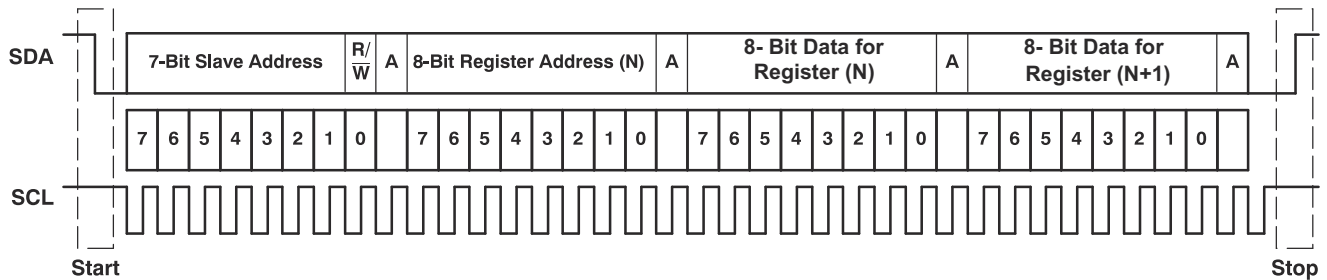 SDA
7-Bit Slave Address
R/
W
A
8-Bit Register Address (N)
A
8- Bit Data for
Register (N)
A
8- Bit Data for
Register (N+1)
A
7 6 5 4 3 2 1 0 7 6 5 4 3 2 1 0 7 6 5 4 3 2 1 0 7 6 5 4 3 2 1 0
SCL
Start
Stop